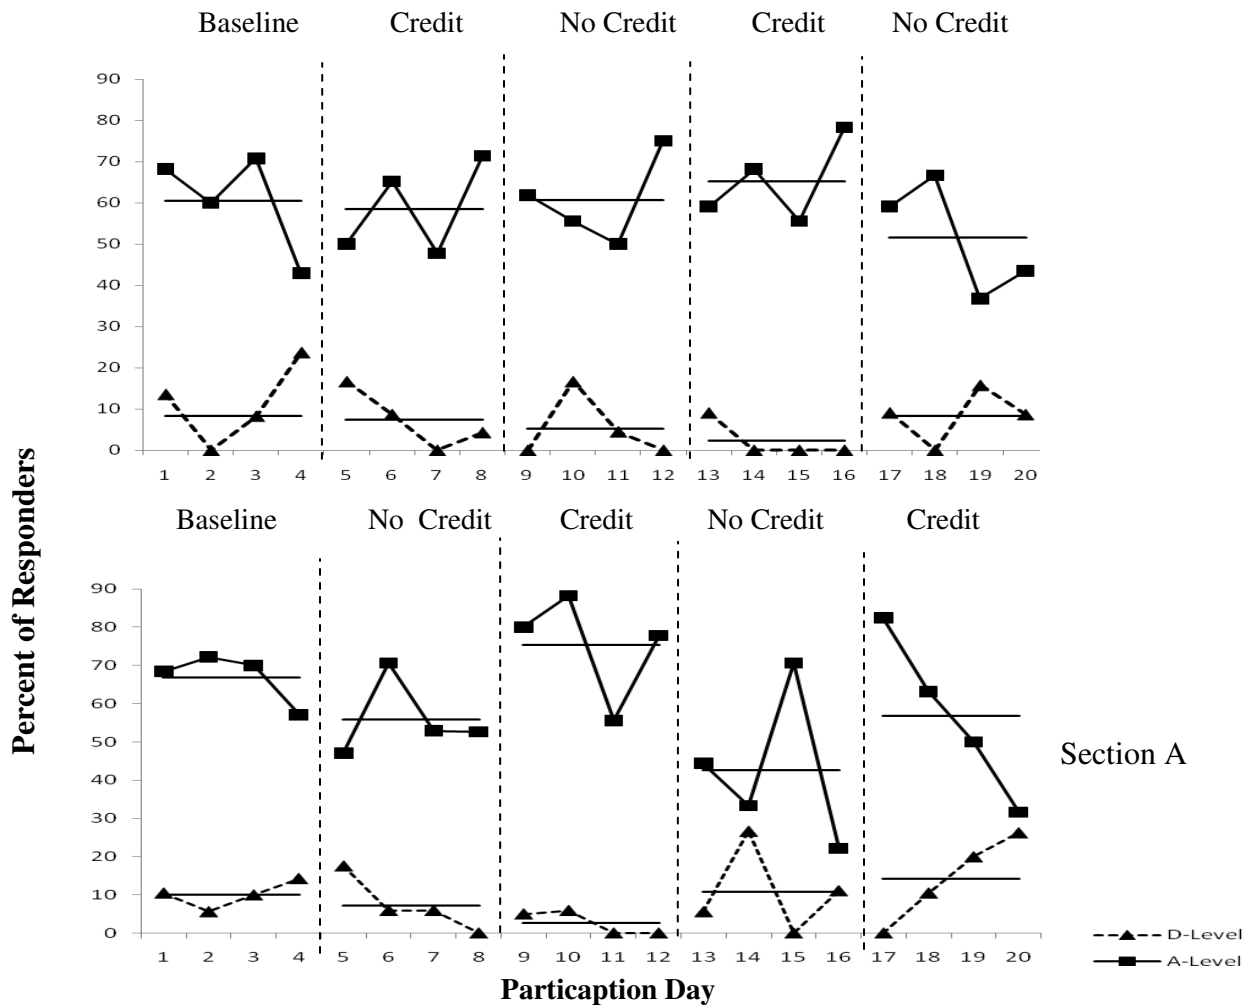 Baseline Credit No Credit Credit No Credit
90
80
70
60
50
40
30
20
10
0
1 2 3 4 5 6 7 8 9 10 11 12 13 14 15 16 17 18 19 20
Baseline No Credit Credit No Credit Credit
90
80
70
60
50
40
30
20
10
0
1 2 3 4 5 6 7 8 9 10 11 12 13 14 15 16 17 18 19 20
Percent of Responders
Particaption Day
Section A
D-Level
A-Level